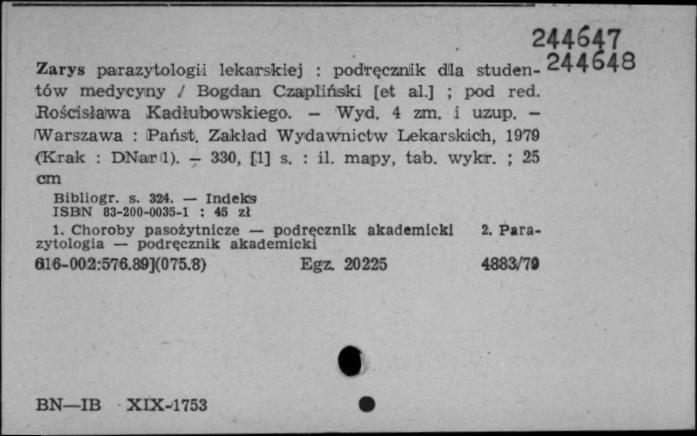 244647
244648
Zarys parazytologii lekarskiej : podręcznik dla studen-
tów medycyny / Bogdan Czapliński [et al.] ; pod red.
Rościsława Kadłubowskiego. — Wyd. 4 zm. i uzup. —
Warszawa : Państ. Zakład Wydawnictw Lekarskich, 1979
(Krak : DNar 1). — 330, [1] s. : il. mapy, tab. wykr. ; 25
cm
Bibliogr. s. 324. — Indeks
ISBN 83-200-0035-1 : 45 zł
1. Choroby pasożytnicze — podręcznik akademicki 2. Para-
zytologia — podręcznik akademicki
616-002:576.89](075.8) Egz. 20225 4883/79
BN—IB XIX-1753